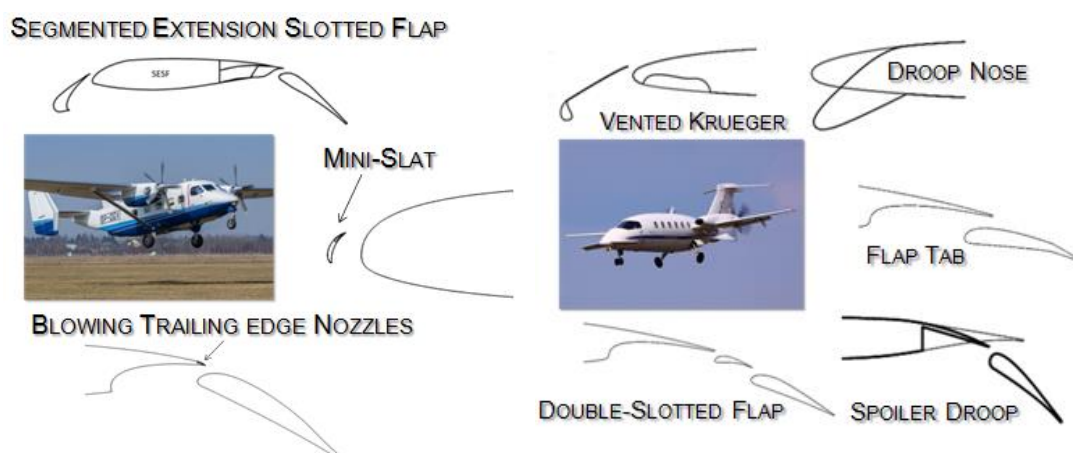 SEGMENTED EXTENSION SLOTTED FLAP
SESF
MINI-SLAT
BLOWING TRAILING EDGE NOZZLES
VENTED KRUEGER
DROOP NOSE
FLAP TAB
DOUBLE-SLOTTED FLAP
SPOILER DROOP